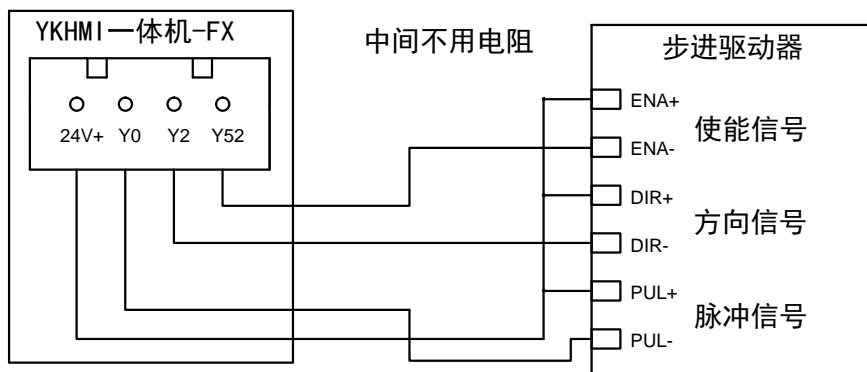 YKHMI一体机-FX
中间不用电阻
步进驱动器
24V+ Y0 Y2 Y52
ENA+
使能信号
ENA-
DIR+
方向信号
DIR-
PUL+
脉冲信号
PUL-